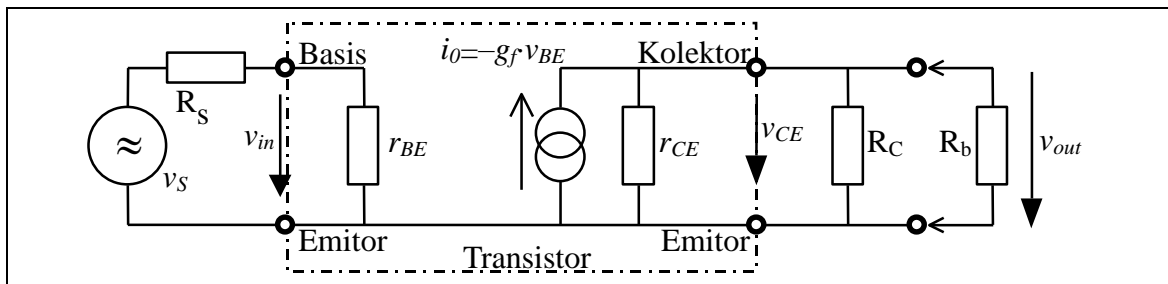 Basis
i0=–gf vBE
Kolektor
RS
vin
rBE
rCE
vCE
RC
Rb
vout
≈
vS
Emitor
Emitor
Transistor